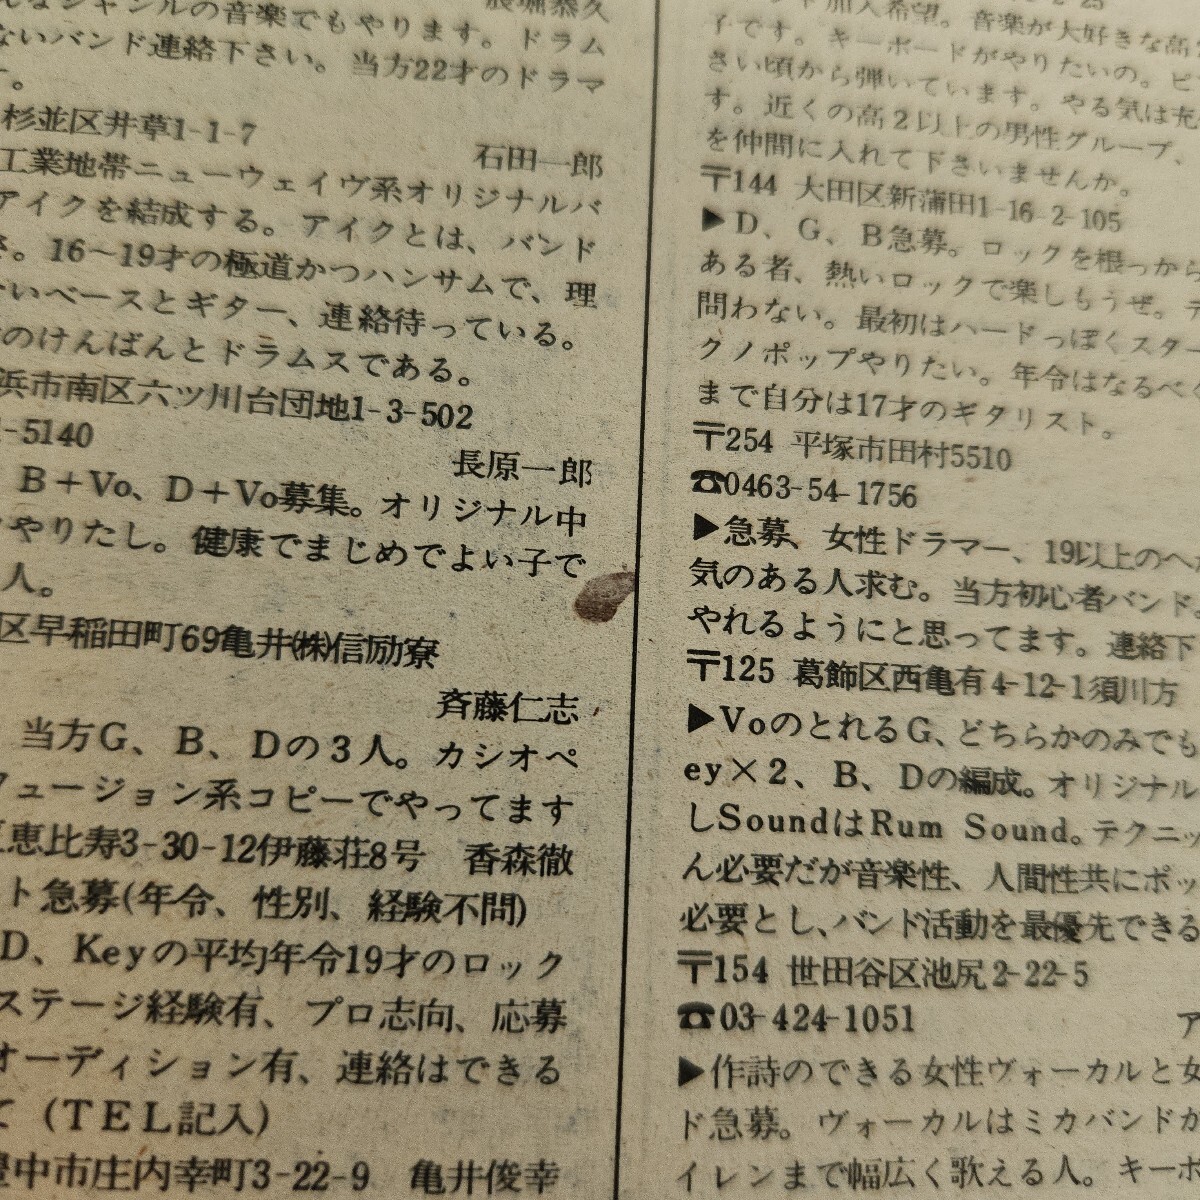 なジャンルの音楽でもやります。ドラム
ないバンド連絡下さい。当方22才のドラマ
す。
杉並区井草1-1-7
石田一郎
工業地帯ニューウェイヴ系オリジナルバ
アイクを結成する。アイクとは、バンド
。16〜19才の極道かつハンサムで、理
いベースとギター、連絡待っている。
のけんばんとドラムスである。
浜市南区六ツ川台団地1-3-502
-5140
長原一郎
B+Vo、D+Vo募集。オリジナル中
やりたし。健康でまじめでよい子で
人。
区早稲田町69亀井㈱信励寮
斉藤仁志
当方G、B、Dの3人。カシオペ
フュージョン系コピーでやってます
区恵比寿3-30-12伊藤荘8号 香森徹
ト急募(年令、性別、経験不問)
D、Keyの平均年令19才のロック
ステージ経験有、プロ志向、応募
オーディション有、連絡はできる
て(TEL記入)
豊中市庄内幸町3-22-9 亀井俊幸
加入希望。音楽が大好きな高
子です。キーボードがやりたいの。ピ
さい頃から弾いています。やる気は充
す。近くの高2以上の男性グループ、
を仲間に入れて下さいませんか。
〒144 大田区新蒲田1-16-2-105
▶D、G、B急募。ロックを根っから
ある者、熱いロックで楽しもうぜ。テ
問わない。最初はハードっぽくスター
クノポップやりたい。年令はなるべく
まで自分は17才のギタリスト。
〒254 平塚市田村5510
☎0463-54-1756
▶急募、女性ドラマー、19以上のヘ
気のある人求む。当方初心者バンド
やれるようにと思ってます。連絡下
〒125 葛飾区西亀有4-12-1須川方
▶VoのとれるG、どちらかのみでも
ey×2、B、Dの編成。オリジナル
しSoundはRum Sound。テクニッ
ん必要だが音楽性、人間性共にポッ
必要とし、バンド活動を最優先できる
〒154 世田谷区池尻2-22-5
☎03-424-1051
ア
▶作詩のできる女性ヴォーカルと女
ド急募。ヴォーカルはミカバンドか
イレンまで幅広く歌える人。キーボ